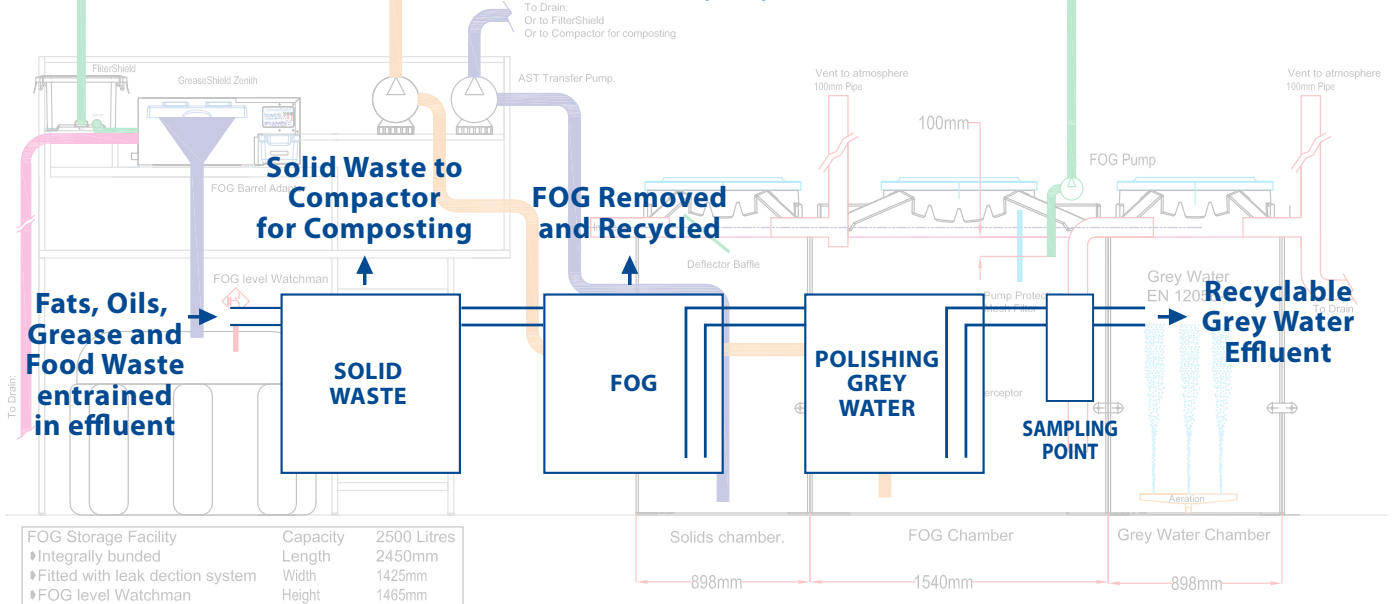 To Drain:
Or to FilterShield
Or to Compactor for composting
FliterShield
GreaseShield Zenith
AST Transfer Pump.
Vent to atmosphere
100mm Pipe
Vent to atmosphere
100mm Pipe
100mm
FOG Pump
FOG Barrel
Solid Waste to
Compactor
for Composting
FOG Removed
and Recycled
Deflector Baffle
FOG level Watchman
Grey Water
EN
Pump
Mesh Filter
To Drain
Fats, Oils,
Grease and
Food Waste
entrained
in effluent
SOLID
WASTE
FOG
POLISHING
GREY
WATER
SAMPLING
POINT
Recyclable
Grey Water
Effluent
To Drain:
Aeration
Solids chamber.
FOG Chamber
Grey Water Chamber
898mm
1540mm
898mm
FOG Storage Facility Capacity 2500 Litres
Integrally bunded Length 2450mm
Fitted with leak dection system Width 1425mm
FOG level Watchman Height 1465mm